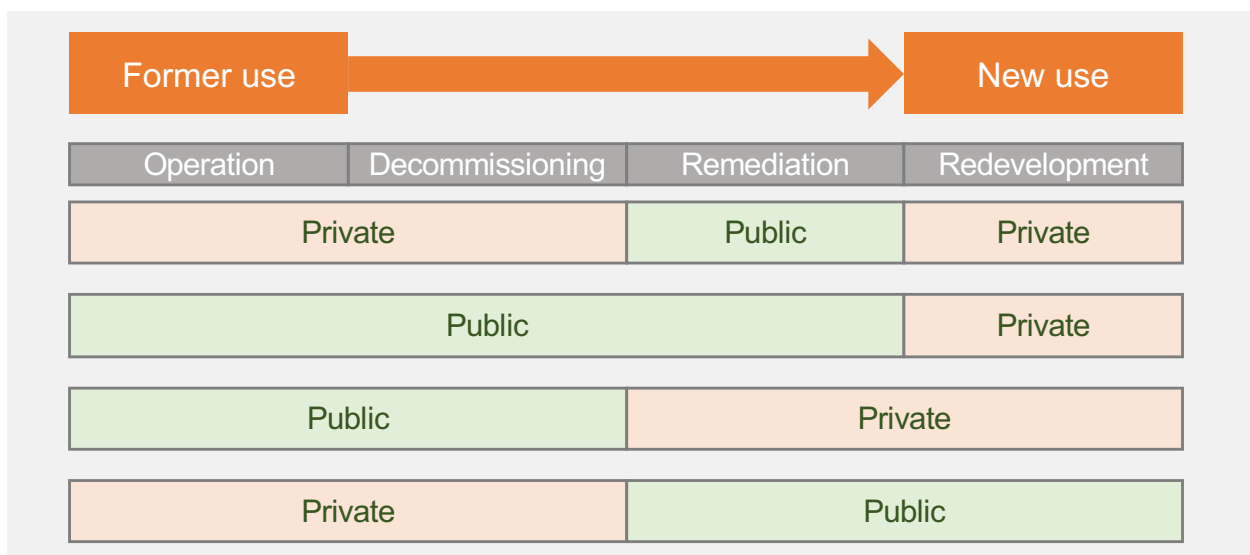 Former use New use
Operation Decommissioning Remediation Redevelopment
Private Public Private
Public Private
Public Private
Private Public